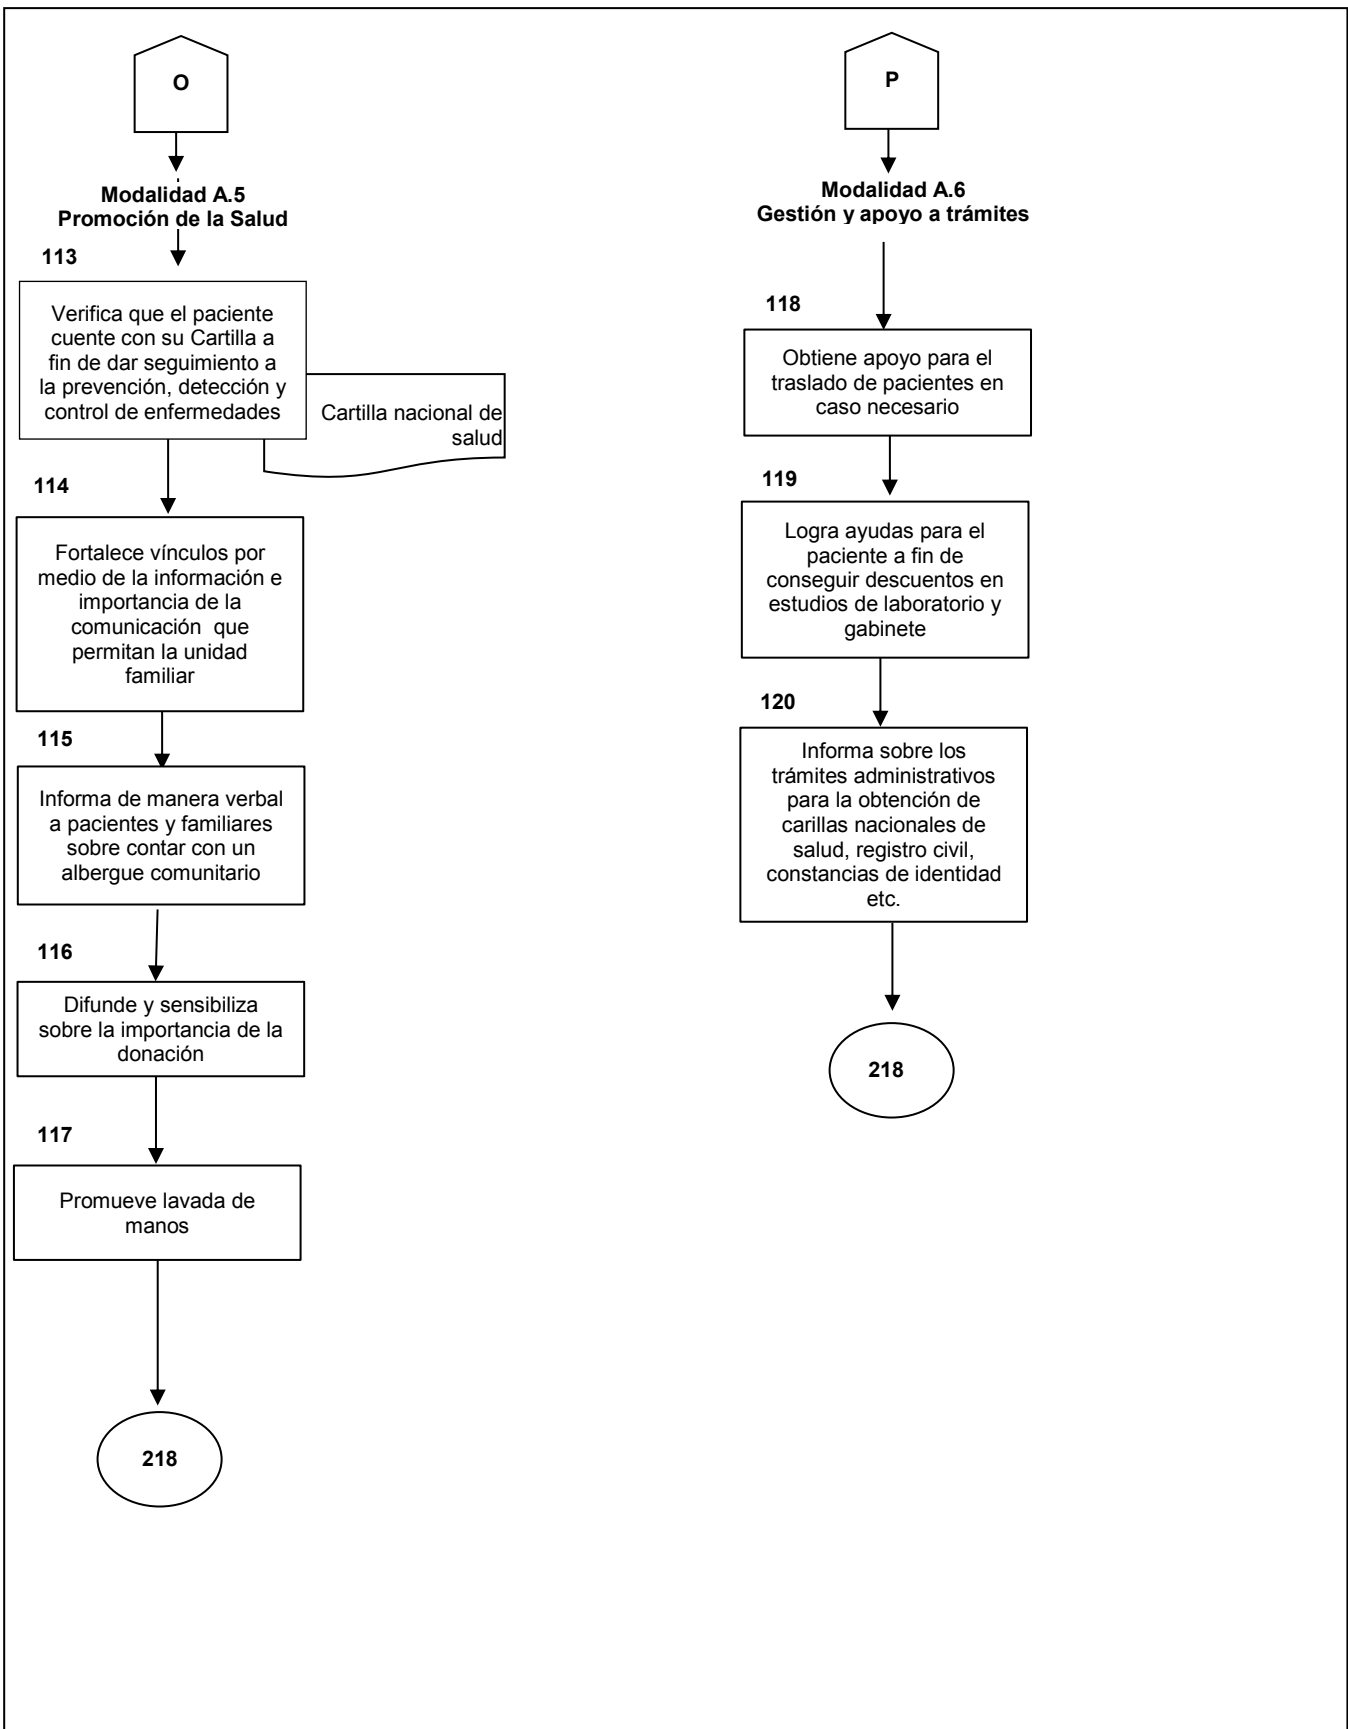 O
Modalidad A.5
Promoción de la Salud
113
Verifica que el paciente
cuente con su Cartilla a
fin de dar seguimiento a
la prevención, detección y
control de enfermedades
Cartilla nacional de
salud
114
Fortalece vínculos por
medio de la información e
importancia de la
comunicación que
permitan la unidad
familiar
115
Informa de manera verbal
a pacientes y familiares
sobre contar con un
albergue comunitario
116
Difunde y sensibiliza
sobre la importancia de la
donación
117
Promueve lavada de
manos
218
P
Modalidad A.6
Gestión y apoyo a trámites
118
Obtiene apoyo para el
traslado de pacientes en
caso necesario
119
Logra ayudas para el
paciente a fin de
conseguir descuentos en
estudios de laboratorio y
gabinete
120
Informa sobre los
trámites administrativos
para la obtención de
carillas nacionales de
salud, registro civil,
constancias de identidad
etc.
218